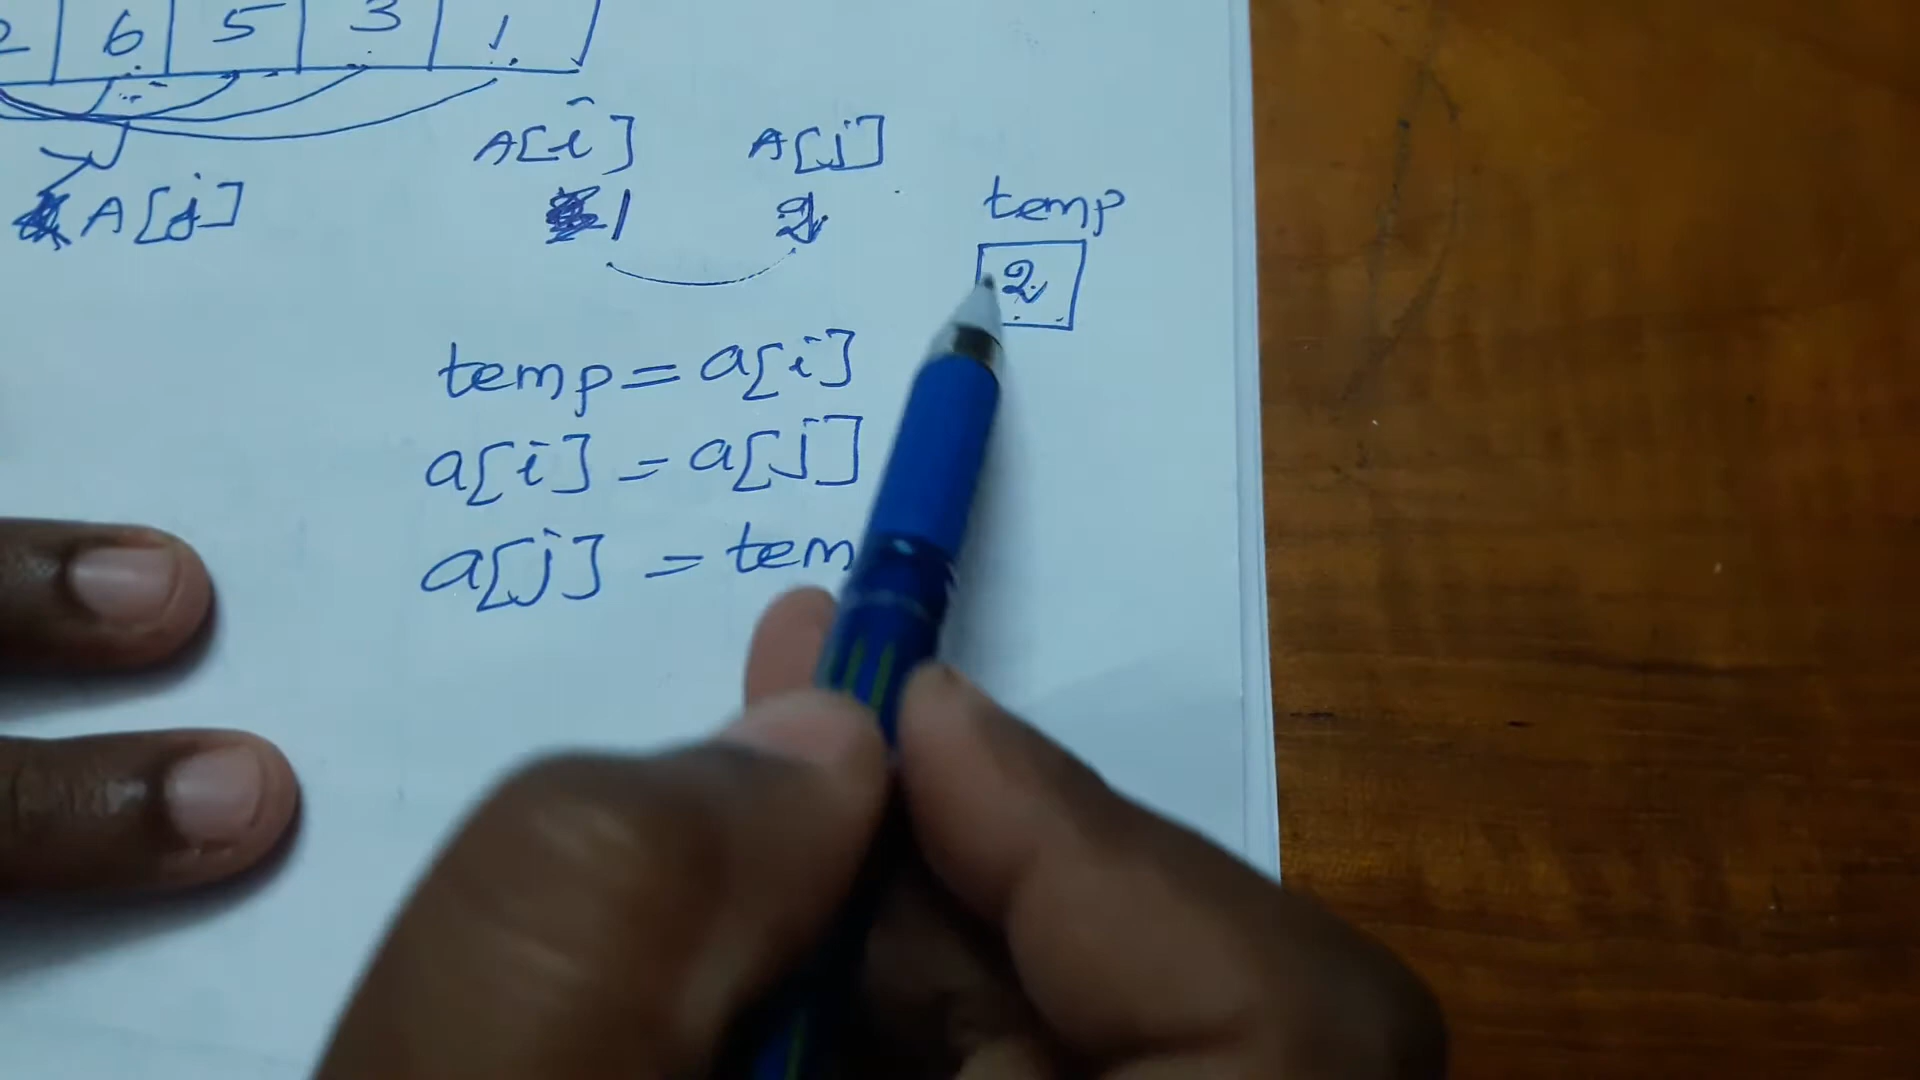 2 6 5 3 1
A[i] A[j]
A[j] 1 2 temp
2
temp = a[i]
a[i] = a[j]
a[j] = tem